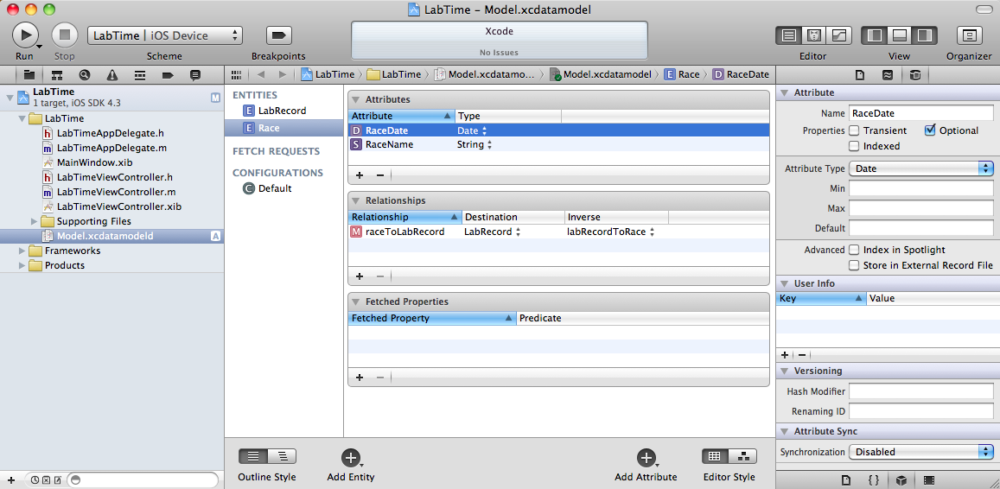 LabTime – Model.xcdatamodel
LabTime | iOS Device
Xcode
No Issues
Run
Stop
Scheme
Breakpoints
Editor
View
Organizer
LabTime
LabTime
Model.xcdatamo...
Model.xcdatamodel
E Race
D RaceDate
LabTime M
1 target, iOS SDK 4.3
LabTime
h LabTimeAppDelegate.h
m LabTimeAppDelegate.m
MainWindow.xib
h LabTimeViewController.h
m LabTimeViewController.m
LabTimeViewController.xib
Supporting Files
Model.xcdatamodeld A
Frameworks
Products
ENTITIES
E LabRecord
E Race
FETCH REQUESTS
CONFIGURATIONS
C Default
Attributes
Attribute Type
D RaceDate Date
S RaceName String
+ −
Relationships
Relationship Destination Inverse
M raceToLabRecord LabRecord labRecordToRace
+ −
Fetched Properties
Fetched Property Predicate
+ −
Outline Style
Add Entity
Add Attribute
Editor Style
Attribute
Name RaceDate
Properties Transient Optional
Indexed
Attribute Type Date
Min
Max
Default
Advanced Index in Spotlight
Store in External Record File
User Info
Key Value
+ −
Versioning
Hash Modifier
Renaming ID
Attribute Sync
Synchronization Disabled
+
{ }